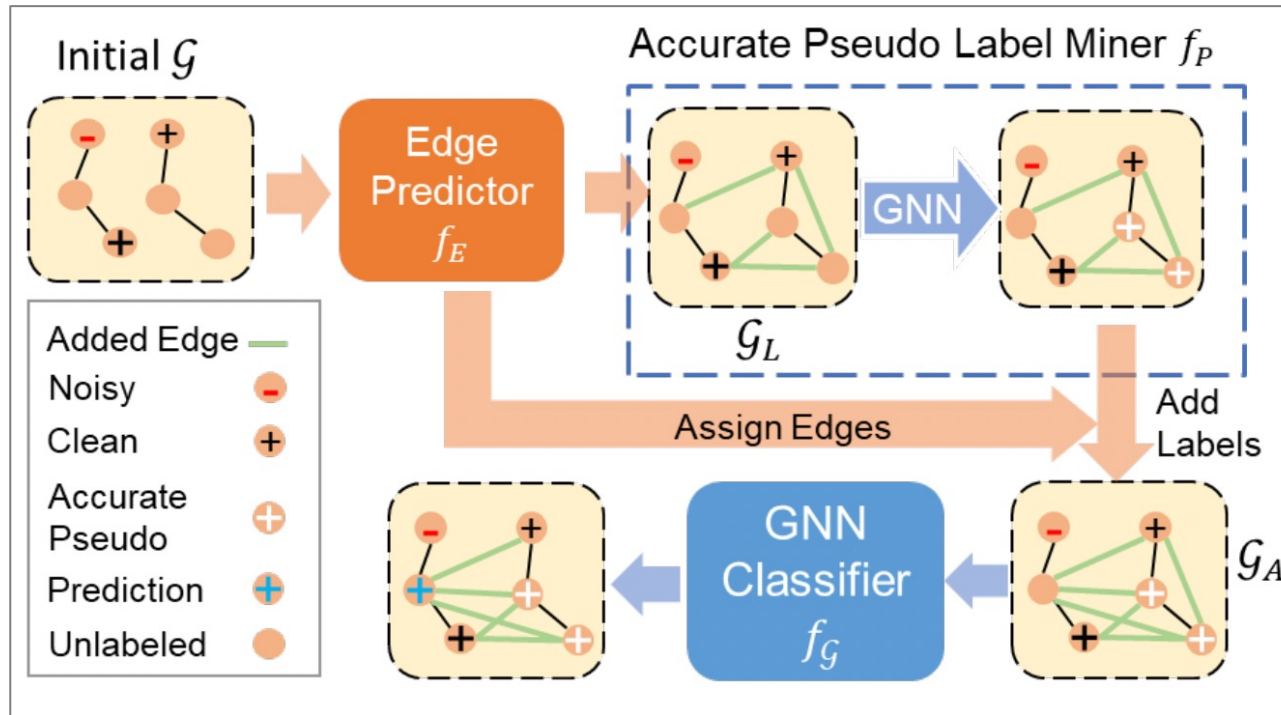 Initial 𝒢
Accurate Pseudo Label Miner f_P
Edge
Predictor
f_E
GNN
𝒢_L
Added Edge
Noisy
Clean
Accurate
Pseudo
Prediction
Unlabeled
Assign Edges
Add
Labels
GNN
Classifier
f_𝒢
𝒢_A